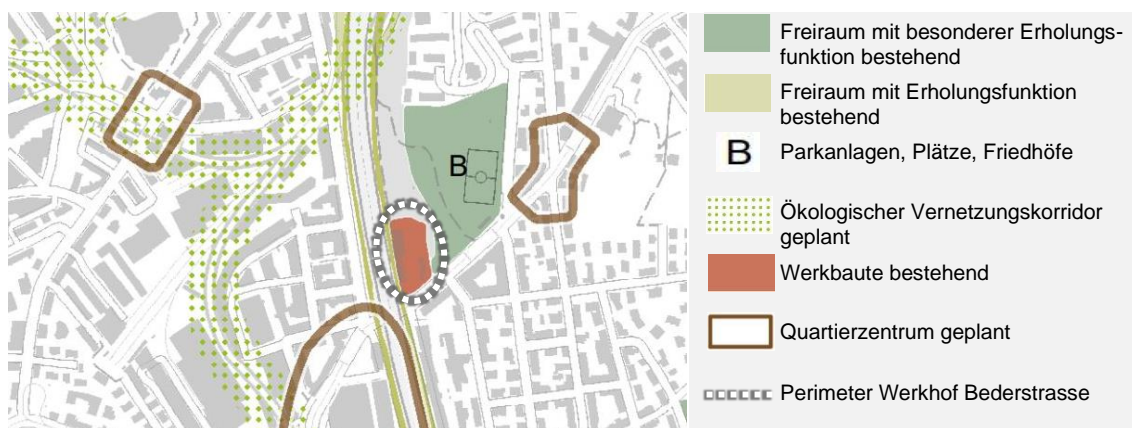 B
Freiraum mit besonderer Erholungs-
funktion bestehend
Freiraum mit Erholungsfunktion
bestehend
B Parkanlagen, Plätze, Friedhöfe
Ökologischer Vernetzungskorridor
geplant
Werkbaute bestehend
Quartierzentrum geplant
Perimeter Werkhof Bederstrasse